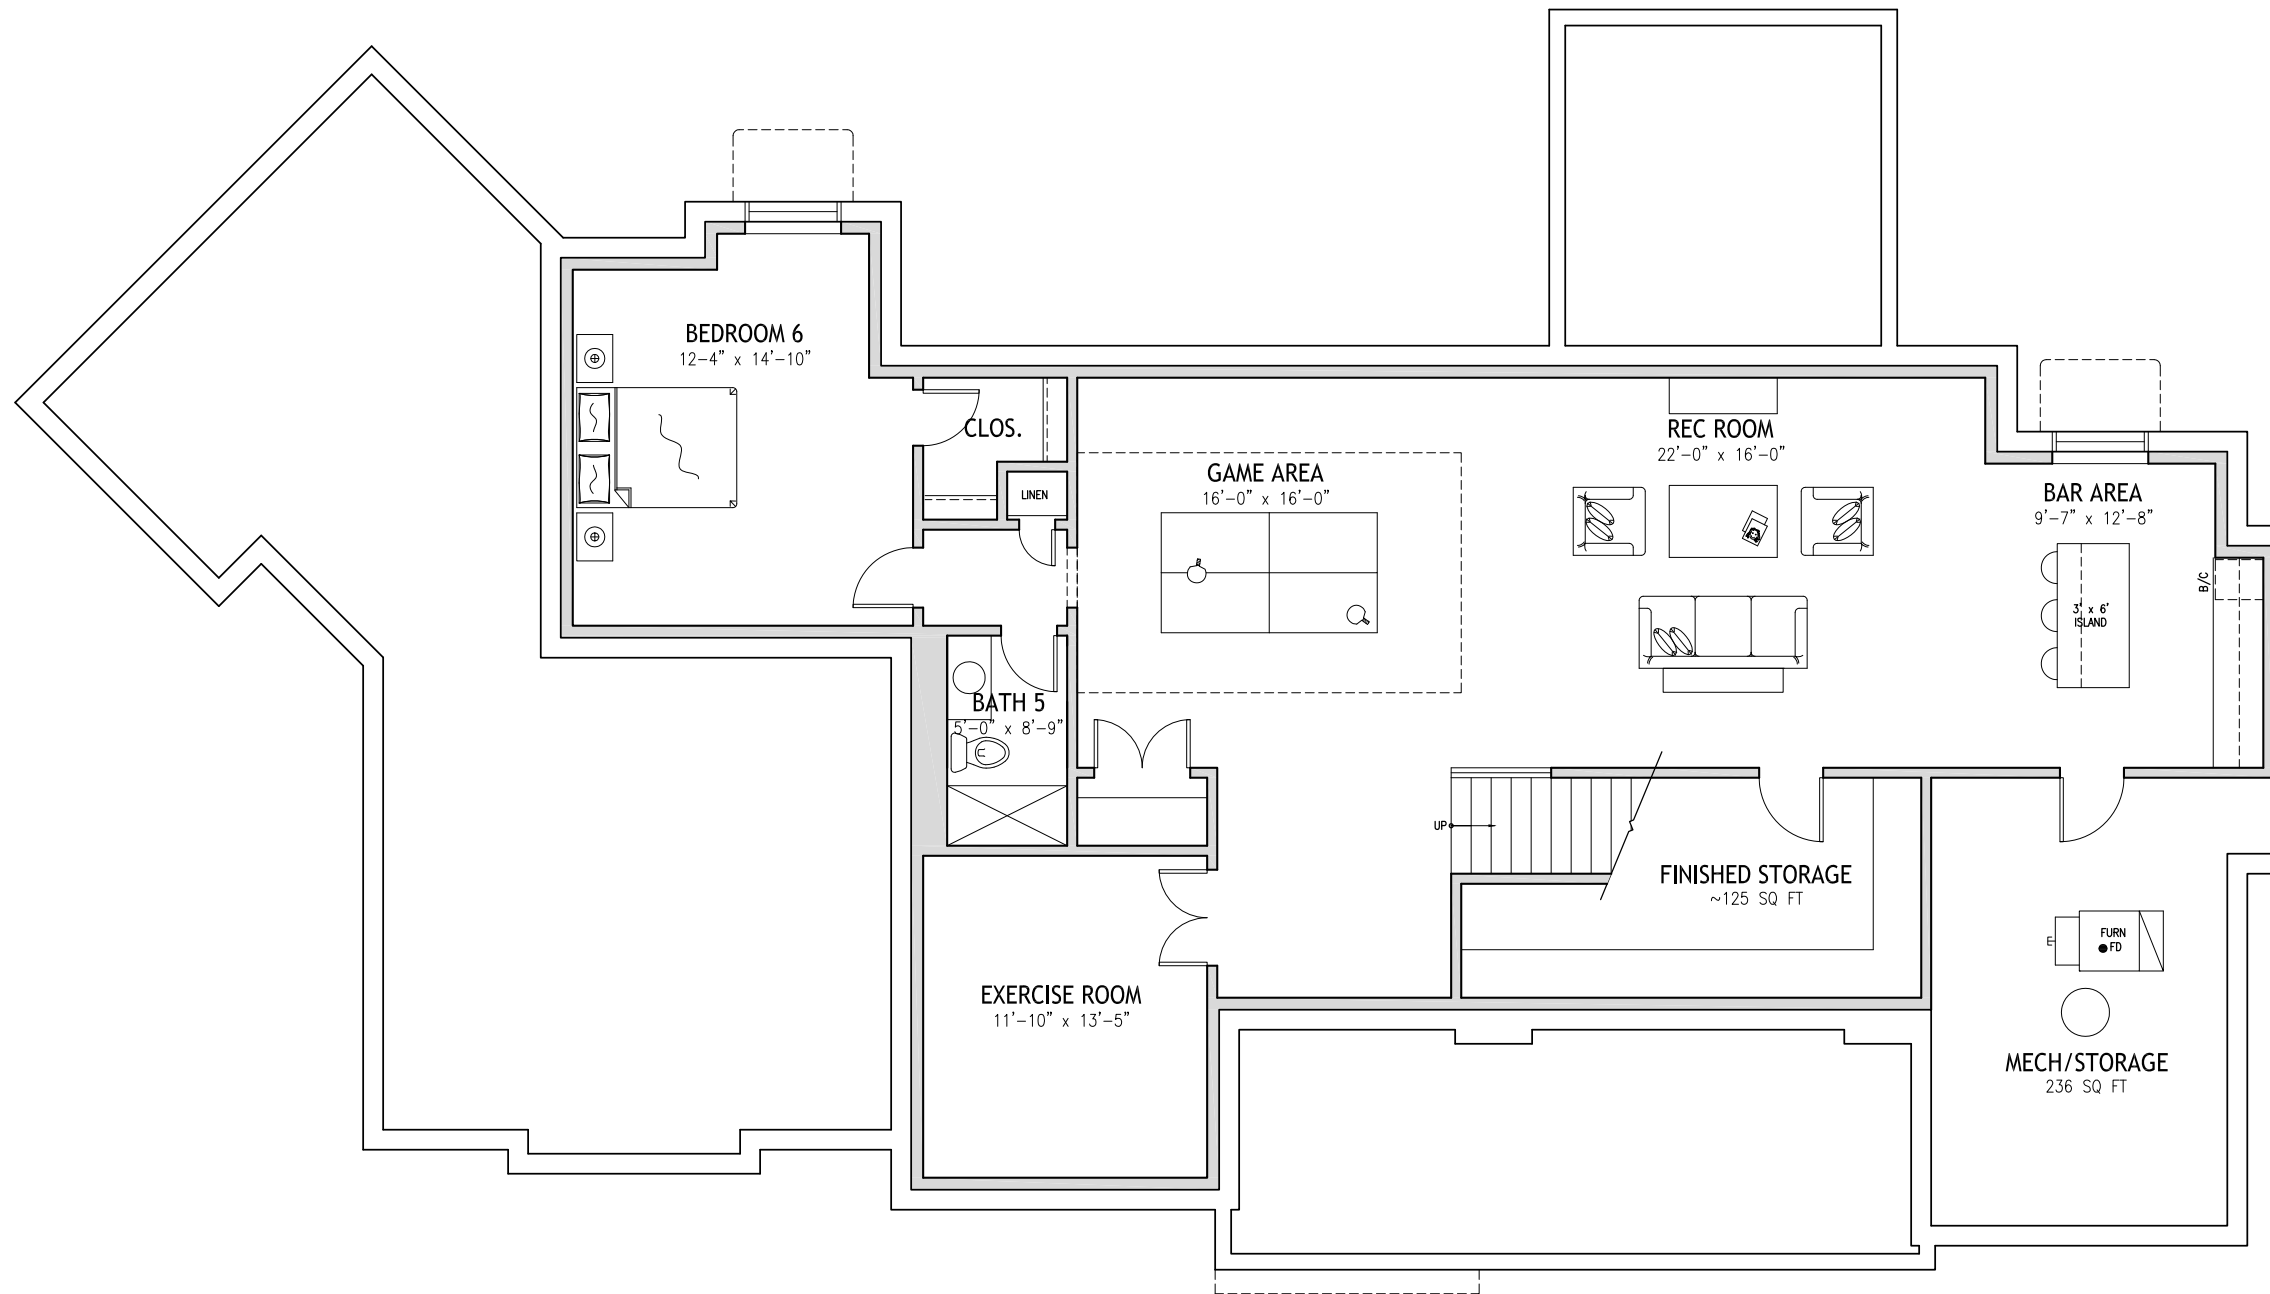 BEDROOM 6
12-4" x 14'-10"
CLOS.
LINEN
GAME AREA
16'-0" x 16'-0"
REC ROOM
22'-0" x 16'-0"
BAR AREA
9'-7" x 12'-8"
B/C
3' x 6'
ISLAND
BATH 5
5'-0" x 8'-9"
UP
FINISHED STORAGE
~125 SQ FT
FURN
FD
EXERCISE ROOM
11'-10" x 13'-5"
MECH/STORAGE
236 SQ FT